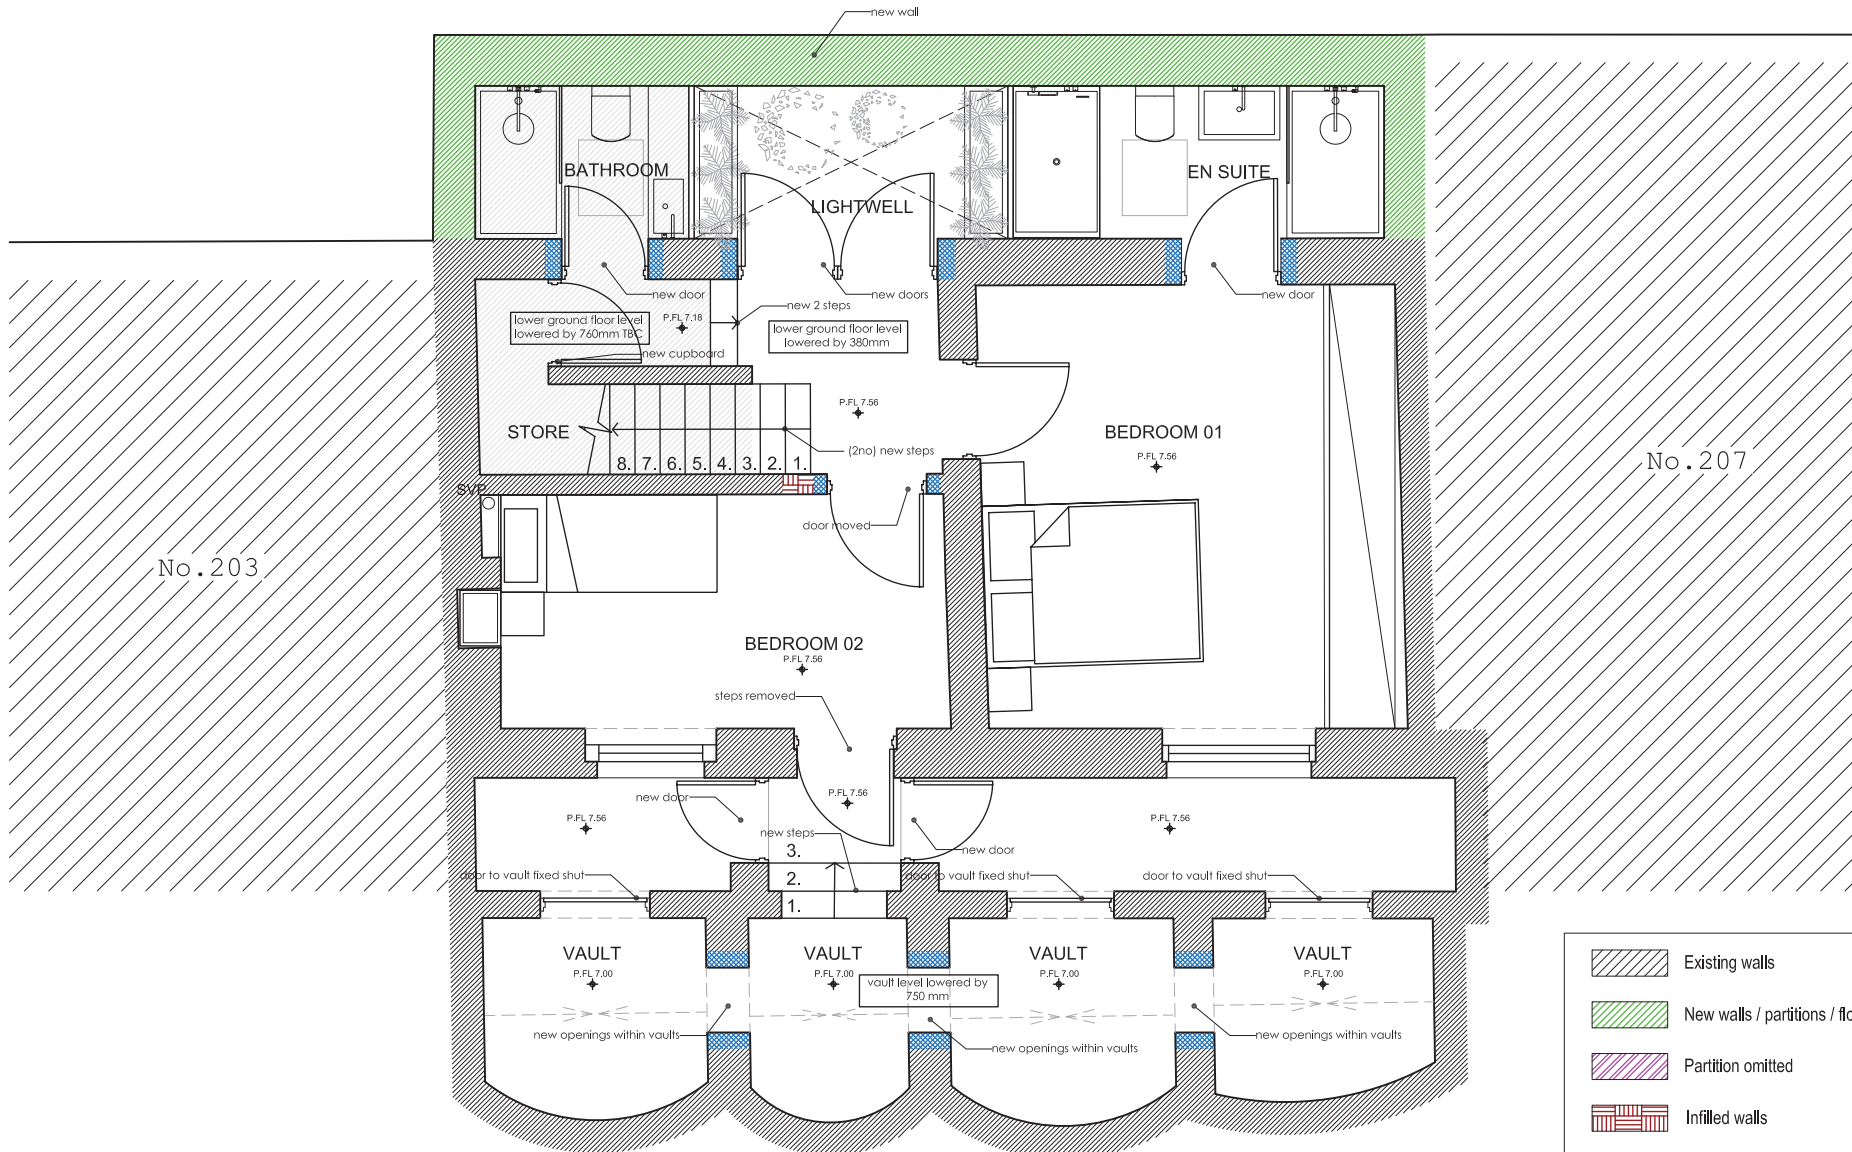 new wall
BATHROOM
EN SUITE
LIGHTWELL
new door
new doors
new door
new 2 steps
P.FL 7.18
lower ground floor level
lowered by 760mm TBC
lower ground floor level
lowered by 380mm
new cupboard
P.FL 7.56
STORE
(2no) new steps
8. 7. 6. 5. 4. 3. 2. 1.
BEDROOM 01
P.FL 7.56
No.207
SVP
door moved
No.203
BEDROOM 02
P.FL 7.56
steps removed
new door
P.FL 7.56
P.FL 7.56
P.FL 7.56
new steps
new door
3.
2.
1.
door to vault fixed shut
door to vault fixed shut
door to vault fixed shut
VAULT
P.FL 7.00
VAULT
P.FL 7.00
VAULT
P.FL 7.00
VAULT
P.FL 7.00
vault level lowered by
750 mm
new openings within vaults
new openings within vaults
new openings within vaults
Existing walls
New walls / partitions / flo
Partition omitted
Infilled walls